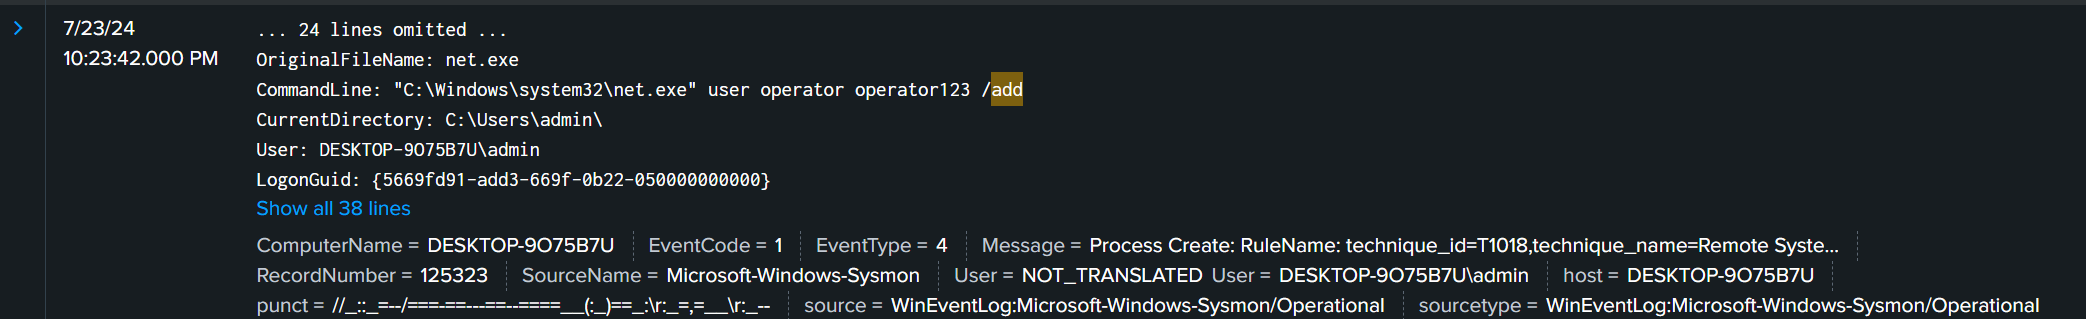 7/23/24
10:23:42.000 PM
... 24 lines omitted ...
OriginalFileName: net.exe
CommandLine: "C:\Windows\system32\net.exe" user operator operator123 /add
CurrentDirectory: C:\Users\admin\
User: DESKTOP-9O75B7U\admin
LogonGuid: {5669fd91-add3-669f-0b22-050000000000}
Show all 38 lines
ComputerName = DESKTOP-9O75B7U EventCode = 1 EventType = 4 Message = Process Create: RuleName: technique_id=T1018,technique_name=Remote Syste...
RecordNumber = 125323 SourceName = Microsoft-Windows-Sysmon User = NOT_TRANSLATED User = DESKTOP-9O75B7U\admin host = DESKTOP-9O75B7U
punct = source = WinEventLog:Microsoft-Windows-Sysmon/Operational sourcetype = WinEventLog:Microsoft-Windows-Sysmon/Operational